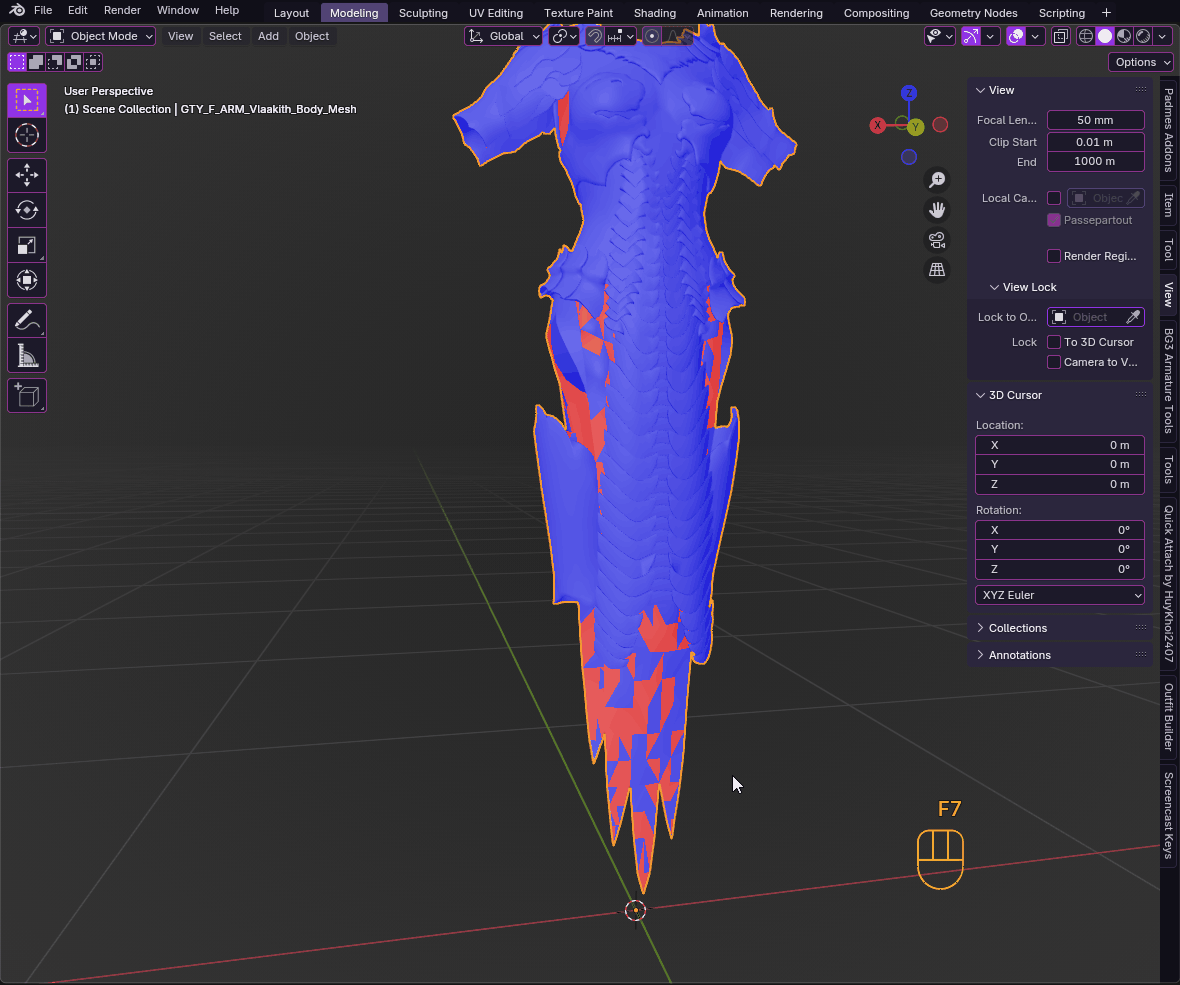 File Edit Render Window Help Layout Modeling Sculpting UV Editing Texture Paint Shading Animation Rendering Compositing Geometry Nodes Scripting +
Object Mode View Select Add Object Global
Options
User Perspective
(1) Scene Collection | GTY_F_ARM_Vlaakith_Body_Mesh
Z
X
Y
View
Focal Len... 50 mm
Clip Start 0.01 m
End 1000 m
Local Ca... Objec
Passepartout
Render Regi...
View Lock
Lock to O... Object
Lock To 3D Cursor
Camera to V...
3D Cursor
Location:
X 0 m
Y 0 m
Z 0 m
Rotation:
X 0°
Y 0°
Z 0°
XYZ Euler
Collections
Annotations
Padmes Addons
Item
Tool
View
BG3 Armature Tools
Tools
Quick Attach by HuyKhoi2407
Outfit Builder
Screencast Keys
F7